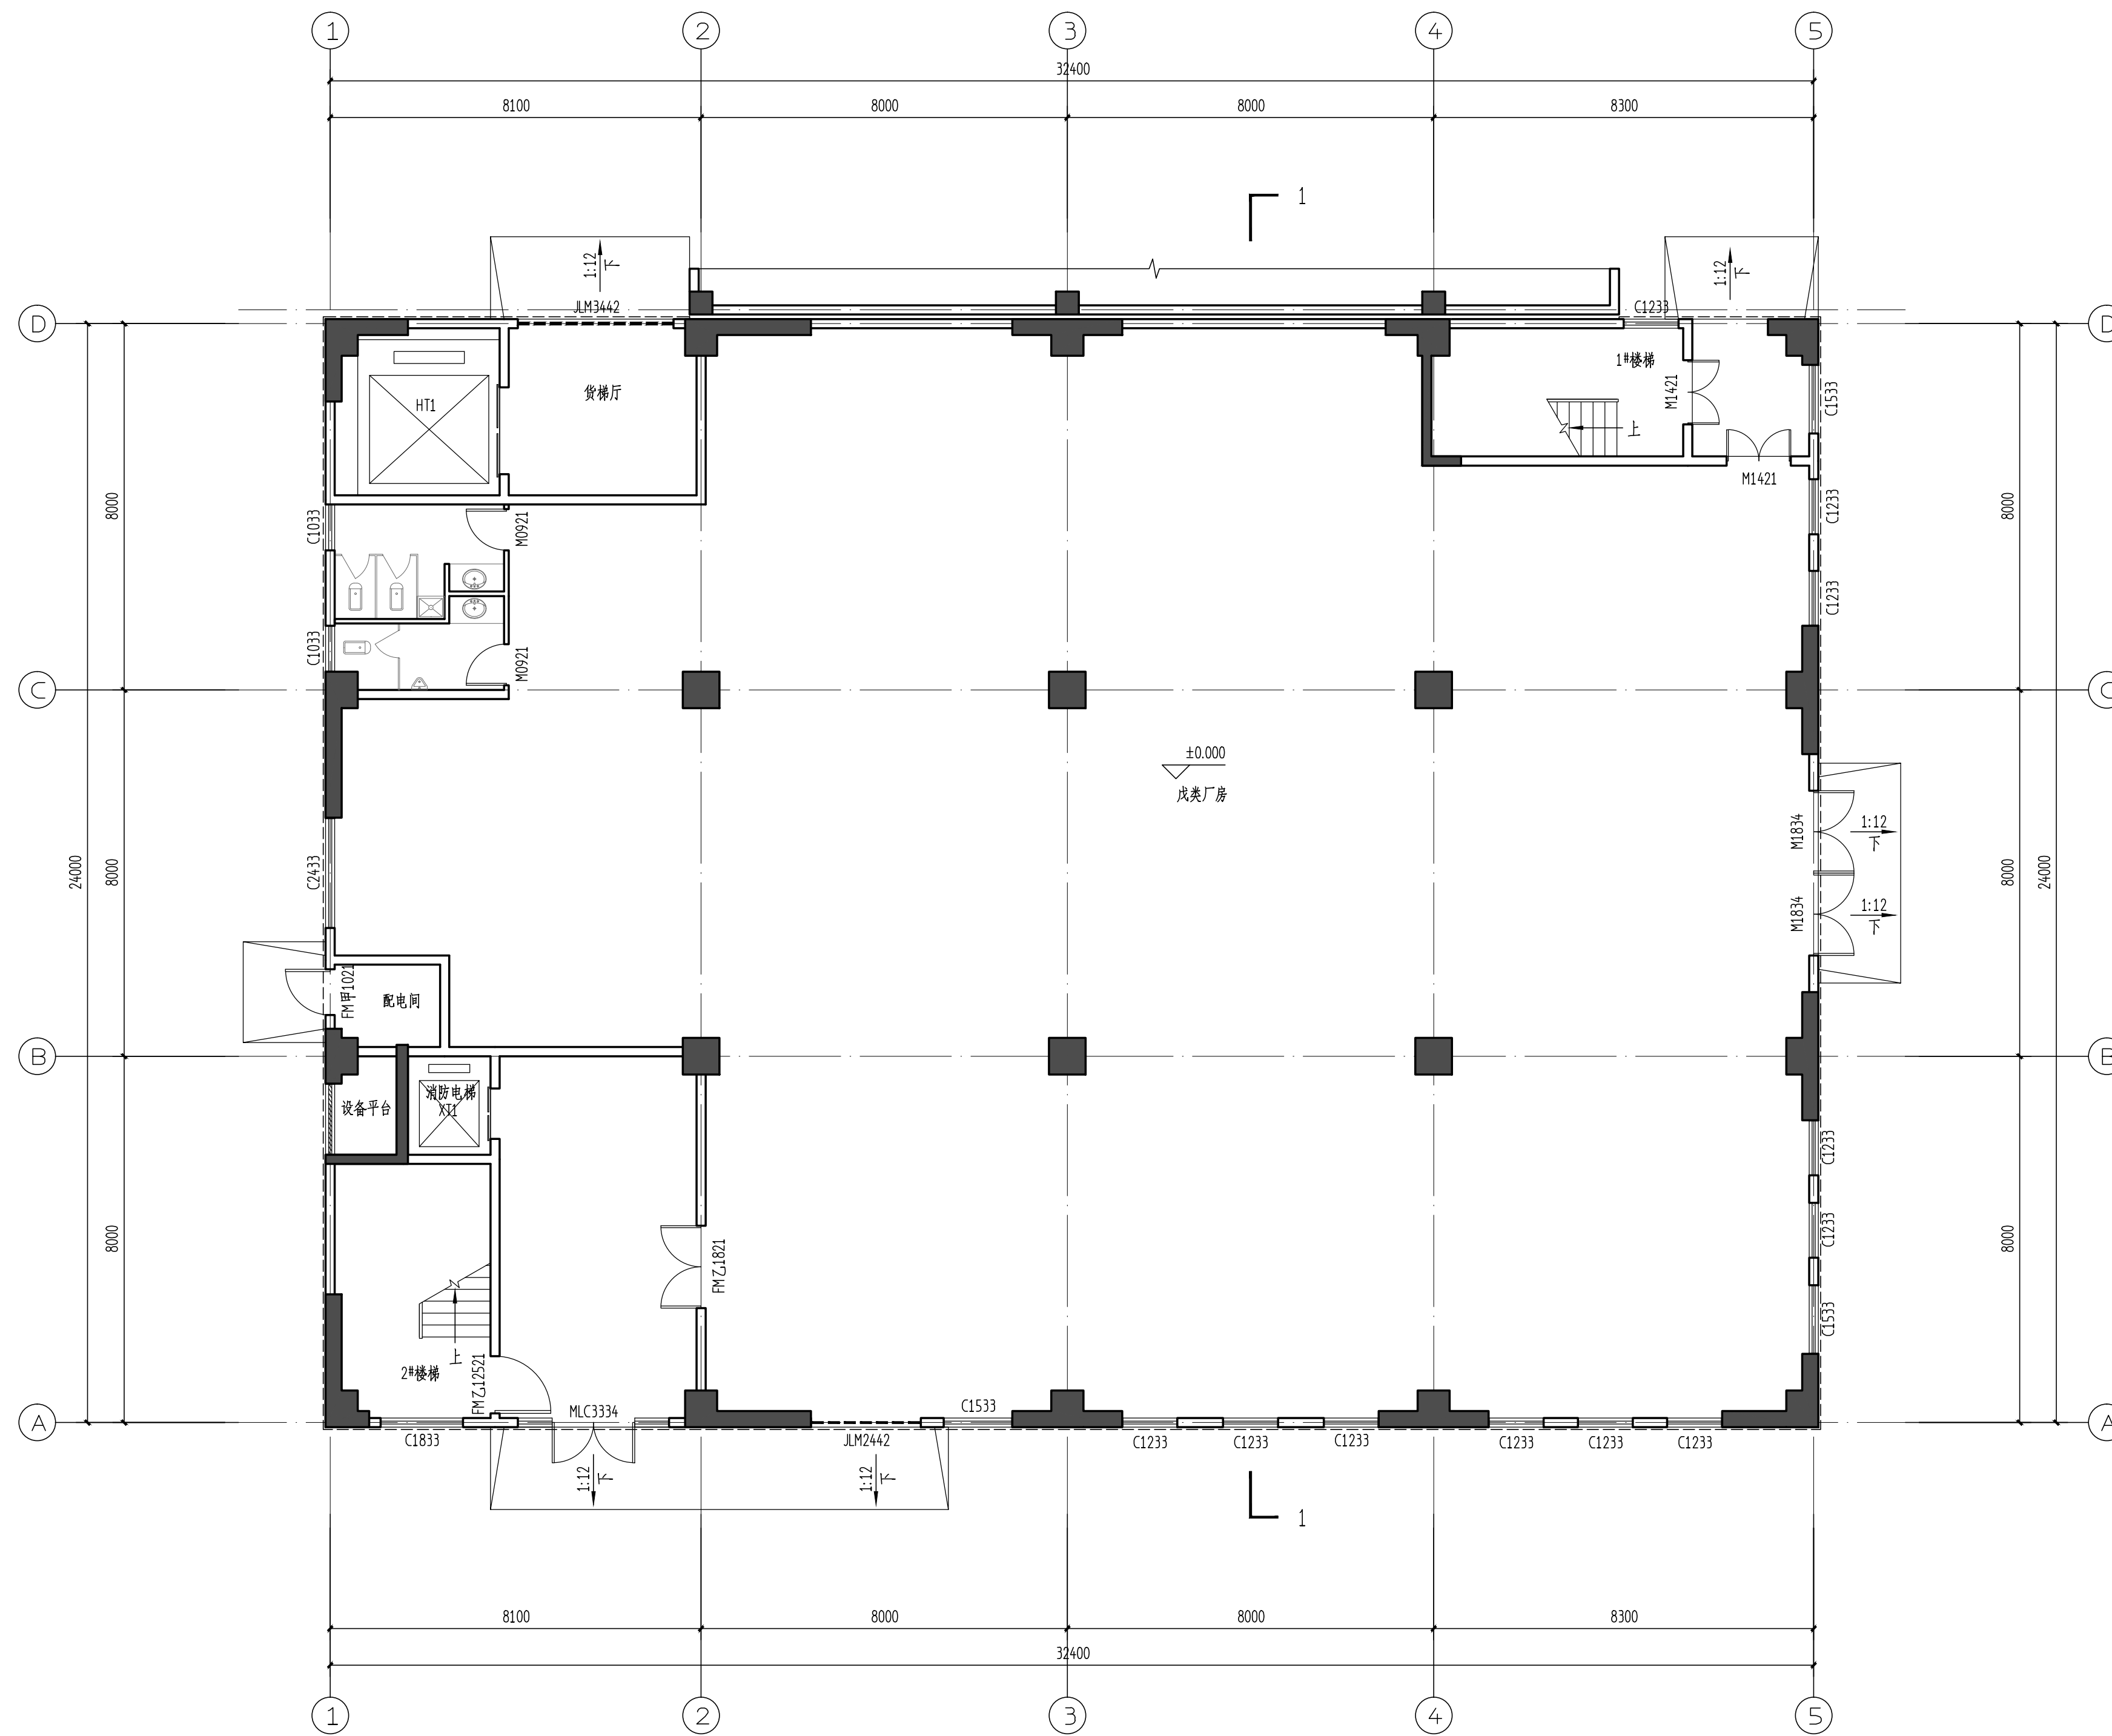 1 2 3 4 5
32400
8100 8000 8000 8300
1
1:12
下
JLM3442
1:12
下
C1233
D
D
货梯厅
HT1
1#楼梯
M1421
C1533
M1421
8000
C1033
M0921
C1233
8000
C1233
C1033
M0921
C
C
±0.000
戊类厂房
24000
8000
C2433
M1834
1:12
下
M1834
1:12
下
8000
24000
FM甲1021
配电间
B
B
设备平台
消防电梯
XT1
C1233
8000
FM乙1821
C1233
8000
C1533
2#楼梯
上
上
FM乙12521
MLC3334
C1533
A
A
C1833
JLM2442
C1233
C1233
C1233
C1233
C1233
C1233
1:12
下
1:12
下
1
8100 8000 8000 8300
32400
1 2 3 4 5